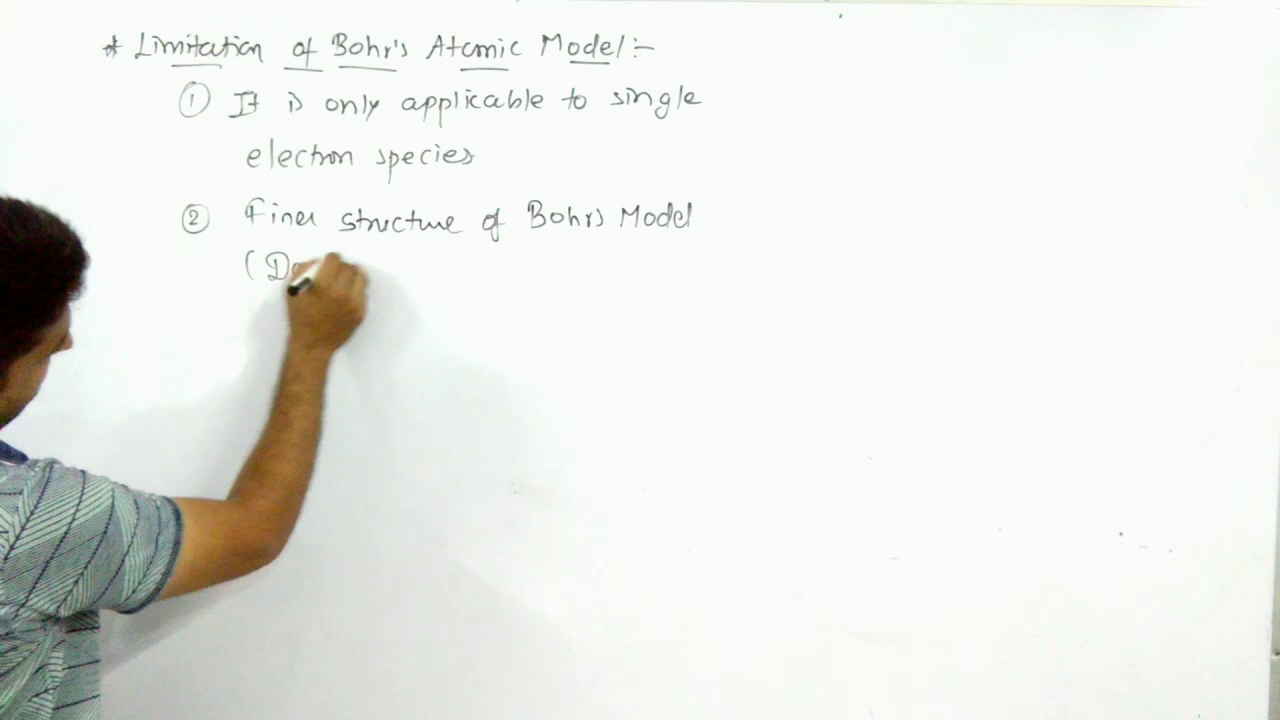 * Limitation of Bohr's Atomic Model :-
① It is only applicable to single
electron species
② Finer structure of Bohrs Model
(D